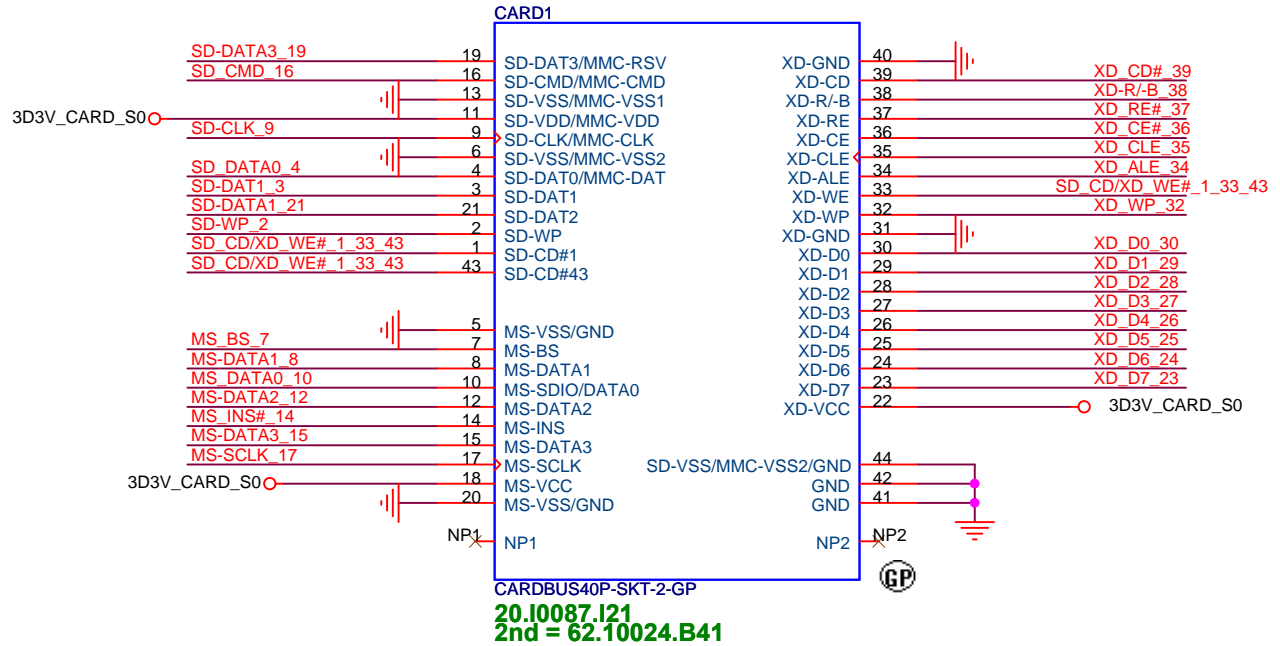 CARD1
SD-DATA3_19 19 SD-DAT3/MMC-RSV XD-GND 40
SD_CMD_16 16 SD-CMD/MMC-CMD XD-CD 39 XD_CD#_39
13 SD-VSS/MMC-VSS1 XD-R/-B 38 XD-R/-B_38
3D3V_CARD_S0 11 SD-VDD/MMC-VDD XD-RE 37 XD_RE#_37
SD-CLK_9 9 SD-CLK/MMC-CLK XD-CE 36 XD_CE#_36
6 SD-VSS/MMC-VSS2 XD-CLE 35 XD_CLE_35
SD_DATA0_4 4 SD-DAT0/MMC-DAT XD-ALE 34 XD_ALE_34
SD-DAT1_3 3 SD-DAT1 XD-WE 33 SD_CD/XD_WE#_1_33_43
SD-DATA1_21 21 SD-DAT2 XD-WP 32 XD_WP_32
SD-WP_2 2 SD-WP XD-GND 31
SD_CD/XD_WE#_1_33_43 1 SD-CD#1 XD-D0 30 XD_D0_30
SD_CD/XD_WE#_1_33_43 43 SD-CD#43 XD-D1 29 XD_D1_29
XD-D2 28 XD_D2_28
XD-D3 27 XD_D3_27
5 MS-VSS/GND XD-D4 26 XD_D4_26
MS_BS_7 7 MS-BS XD-D5 25 XD_D5_25
MS-DATA1_8 8 MS-DATA1 XD-D6 24 XD_D6_24
MS_DATA0_10 10 MS-SDIO/DATA0 XD-D7 23 XD_D7_23
MS-DATA2_12 12 MS-DATA2 XD-VCC 22 3D3V_CARD_S0
MS_INS#_14 14 MS-INS
MS-DATA3_15 15 MS-DATA3
MS-SCLK_17 17 MS-SCLK SD-VSS/MMC-VSS2/GND 44
3D3V_CARD_S0 18 MS-VCC GND 42
20 MS-VSS/GND GND 41
NP1 NP1 NP2 NP2
GP
CARDBUS40P-SKT-2-GP
20.I0087.I21
2nd = 62.10024.B41